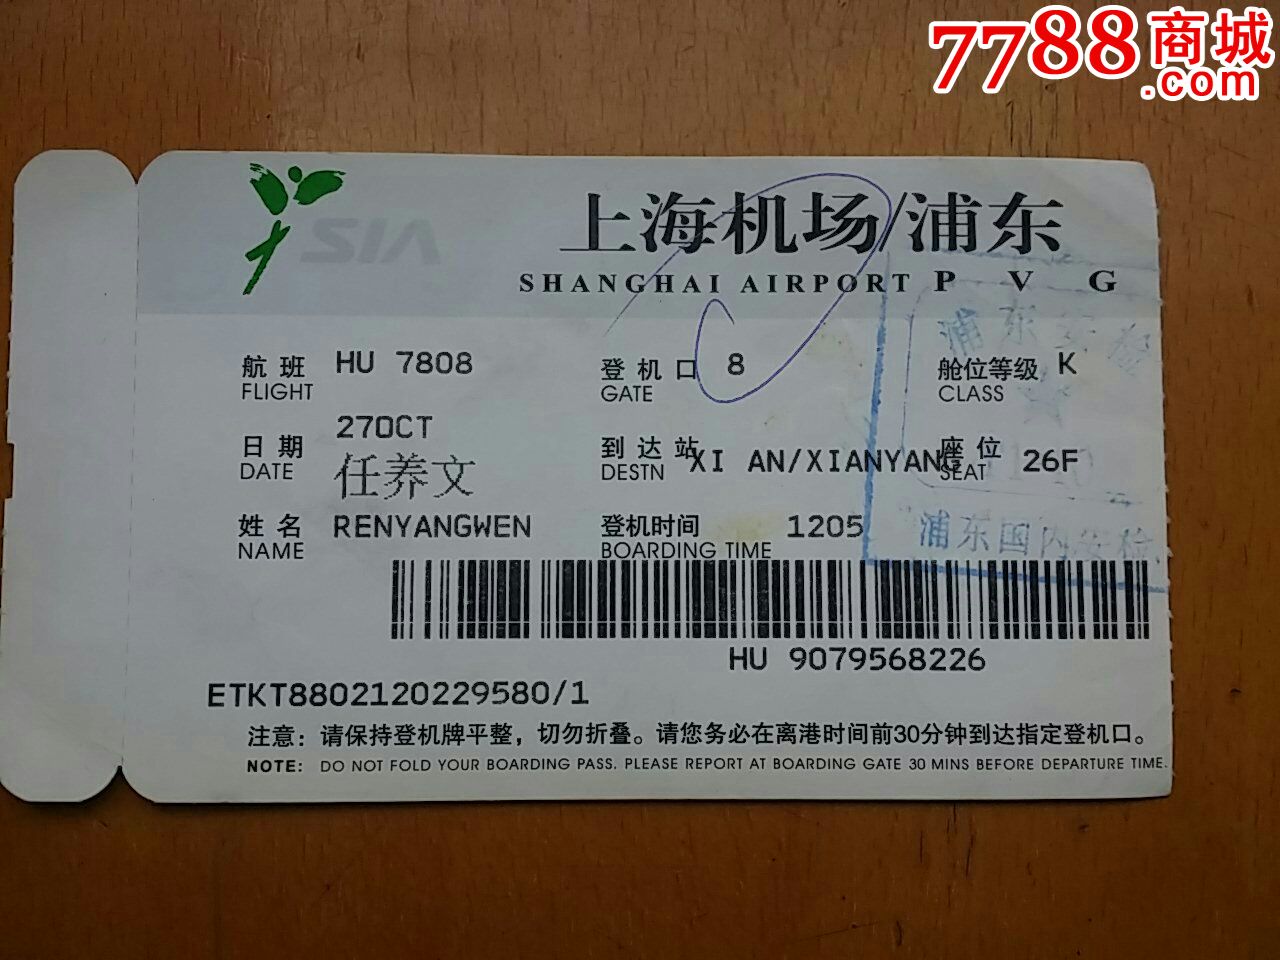 7788商城
.com
SIA
上海机场/浦东
SHANGHAI AIRPORT P V G
航班 HU 7808 登机口 8 舱位等级 K
FLIGHT GATE CLASS
日期 27OCT 到达站 XI AN/XIANYANG 座位 26F
DATE 任养文 DESTN SEAT
姓名 RENYANGWEN 登机时间 1205
NAME BOARDING TIME
浦东安检
浦东国内安检
HU 9079568226
ETKT8802120229580/1
注意：请保持登机牌平整，切勿折叠。请您务必在离港时间前30分钟到达指定登机口。
NOTE: DO NOT FOLD YOUR BOARDING PASS. PLEASE REPORT AT BOARDING GATE 30 MINS BEFORE DEPARTURE TIME.